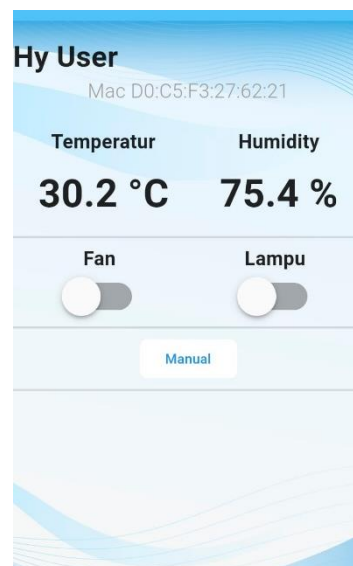 Hy User
Mac D0:C5:F3:27:62:21
Temperatur Humidity
30.2 °C 75.4 %
Fan Lampu
Manual